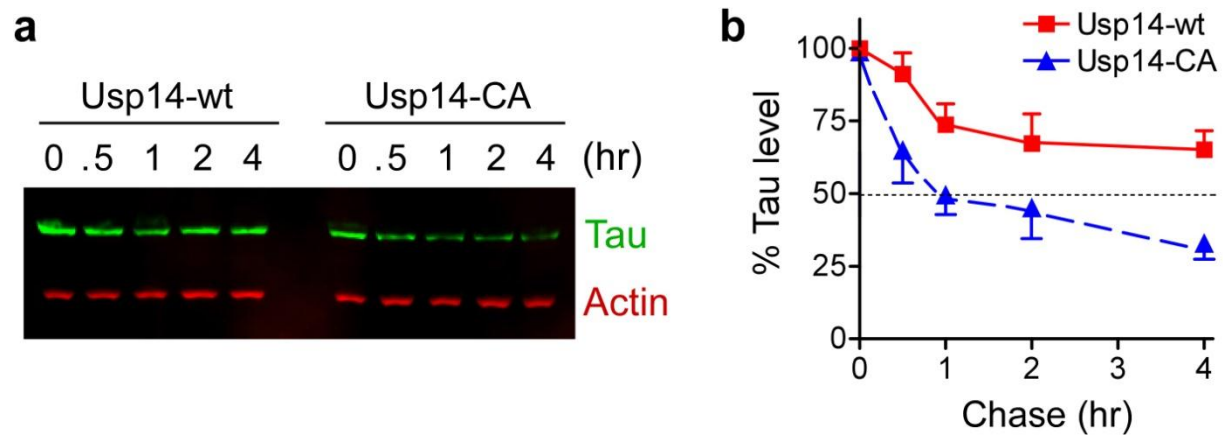 a
Usp14-wt Usp14-CA
0 .5 1 2 4 0 .5 1 2 4 (hr)
Tau
Actin
b
Usp14-wt
Usp14-CA
% Tau level
100
75
50
25
0
0 1 2 3 4
Chase (hr)